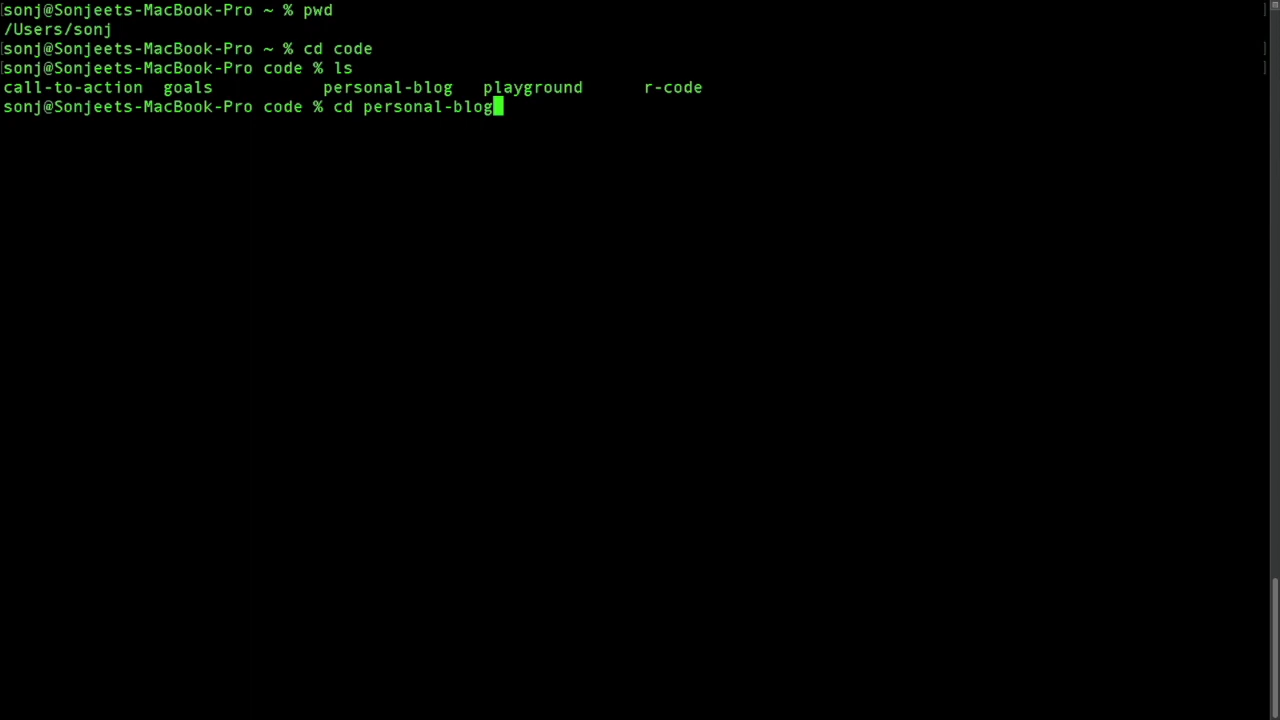 sonj@Sonjeets-MacBook-Pro ~ % pwd
/Users/sonj
sonj@Sonjeets-MacBook-Pro ~ % cd code
sonj@Sonjeets-MacBook-Pro code % ls
call-to-action  goals           personal-blog   playground      r-code
sonj@Sonjeets-MacBook-Pro code % cd personal-blog